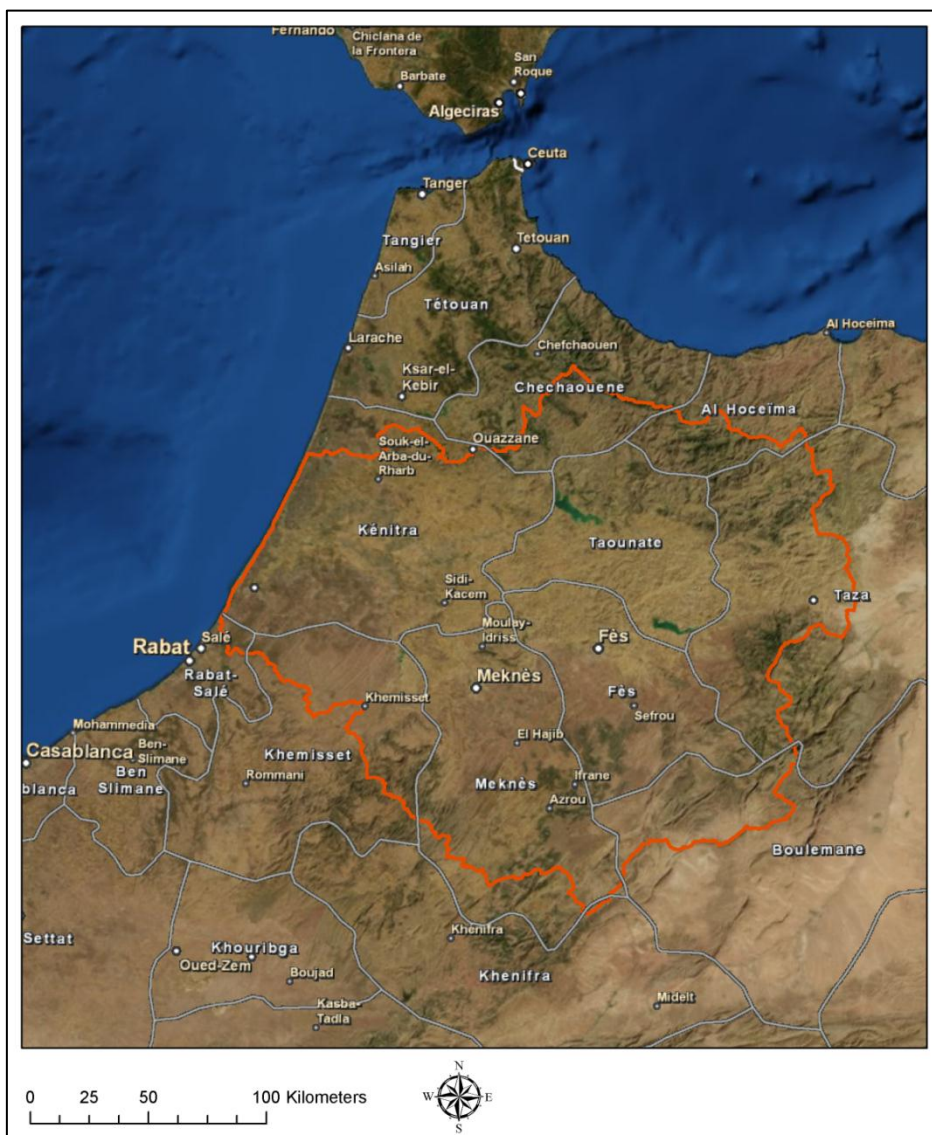 Fernando
Chiclana de
la Frontera
San
Roque
Barbate
Algeciras
Ceuta
Tanger
Tangier
Tetouan
Asilah
Tétouan
Al Hoceima
Larache
Chefchaouen
Ksar-el-
Kebir
Chechaouene
Al Hoceïma
Souk-el-
Arba-du-
Rharb
Ouazzane
Kénitra
Taounate
Sidi-
Kacem
Taza
Moulay-
Idriss
Salé
Rabat
Fès
Rabat-
Salé
Meknès
Khemisset
Fès
Sefrou
Mohammedia
Casablanca
Ben-
Slimane
Ben
Slimane
blanca
Khemisset
El Hajib
Rommani
Meknès
Ifrane
Azrou
Boulemane
Settat
Khouribga
Khenifra
Oued-Zem
Boujad
Khenifra
Kasba-
Tadla
Midelt
N
W E
S
0 25 50 100 Kilometers